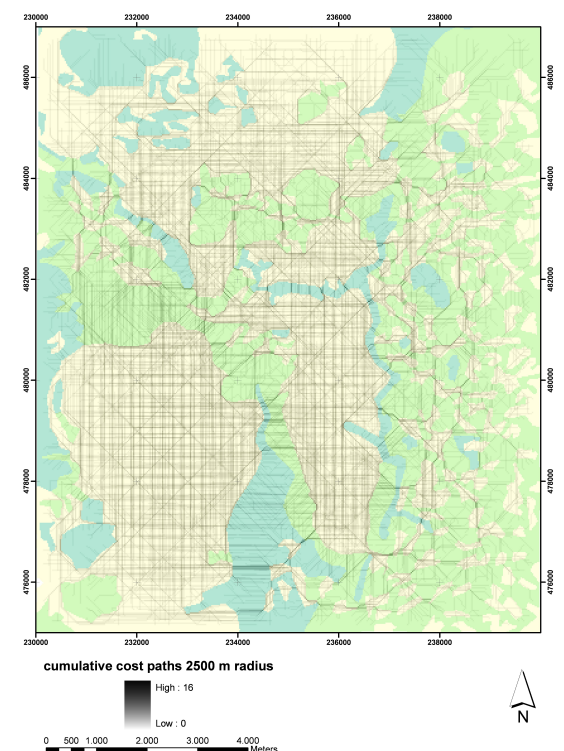 230000 232000 234000 236000 238000
486000 486000
484000 484000
482000 482000
480000 480000
478000 478000
476000 476000
230000 232000 234000 236000 238000
cumulative cost paths 2500 m radius
High : 16
Low : 0
N
0 500 1.000 2.000 3.000 4.000
Meters